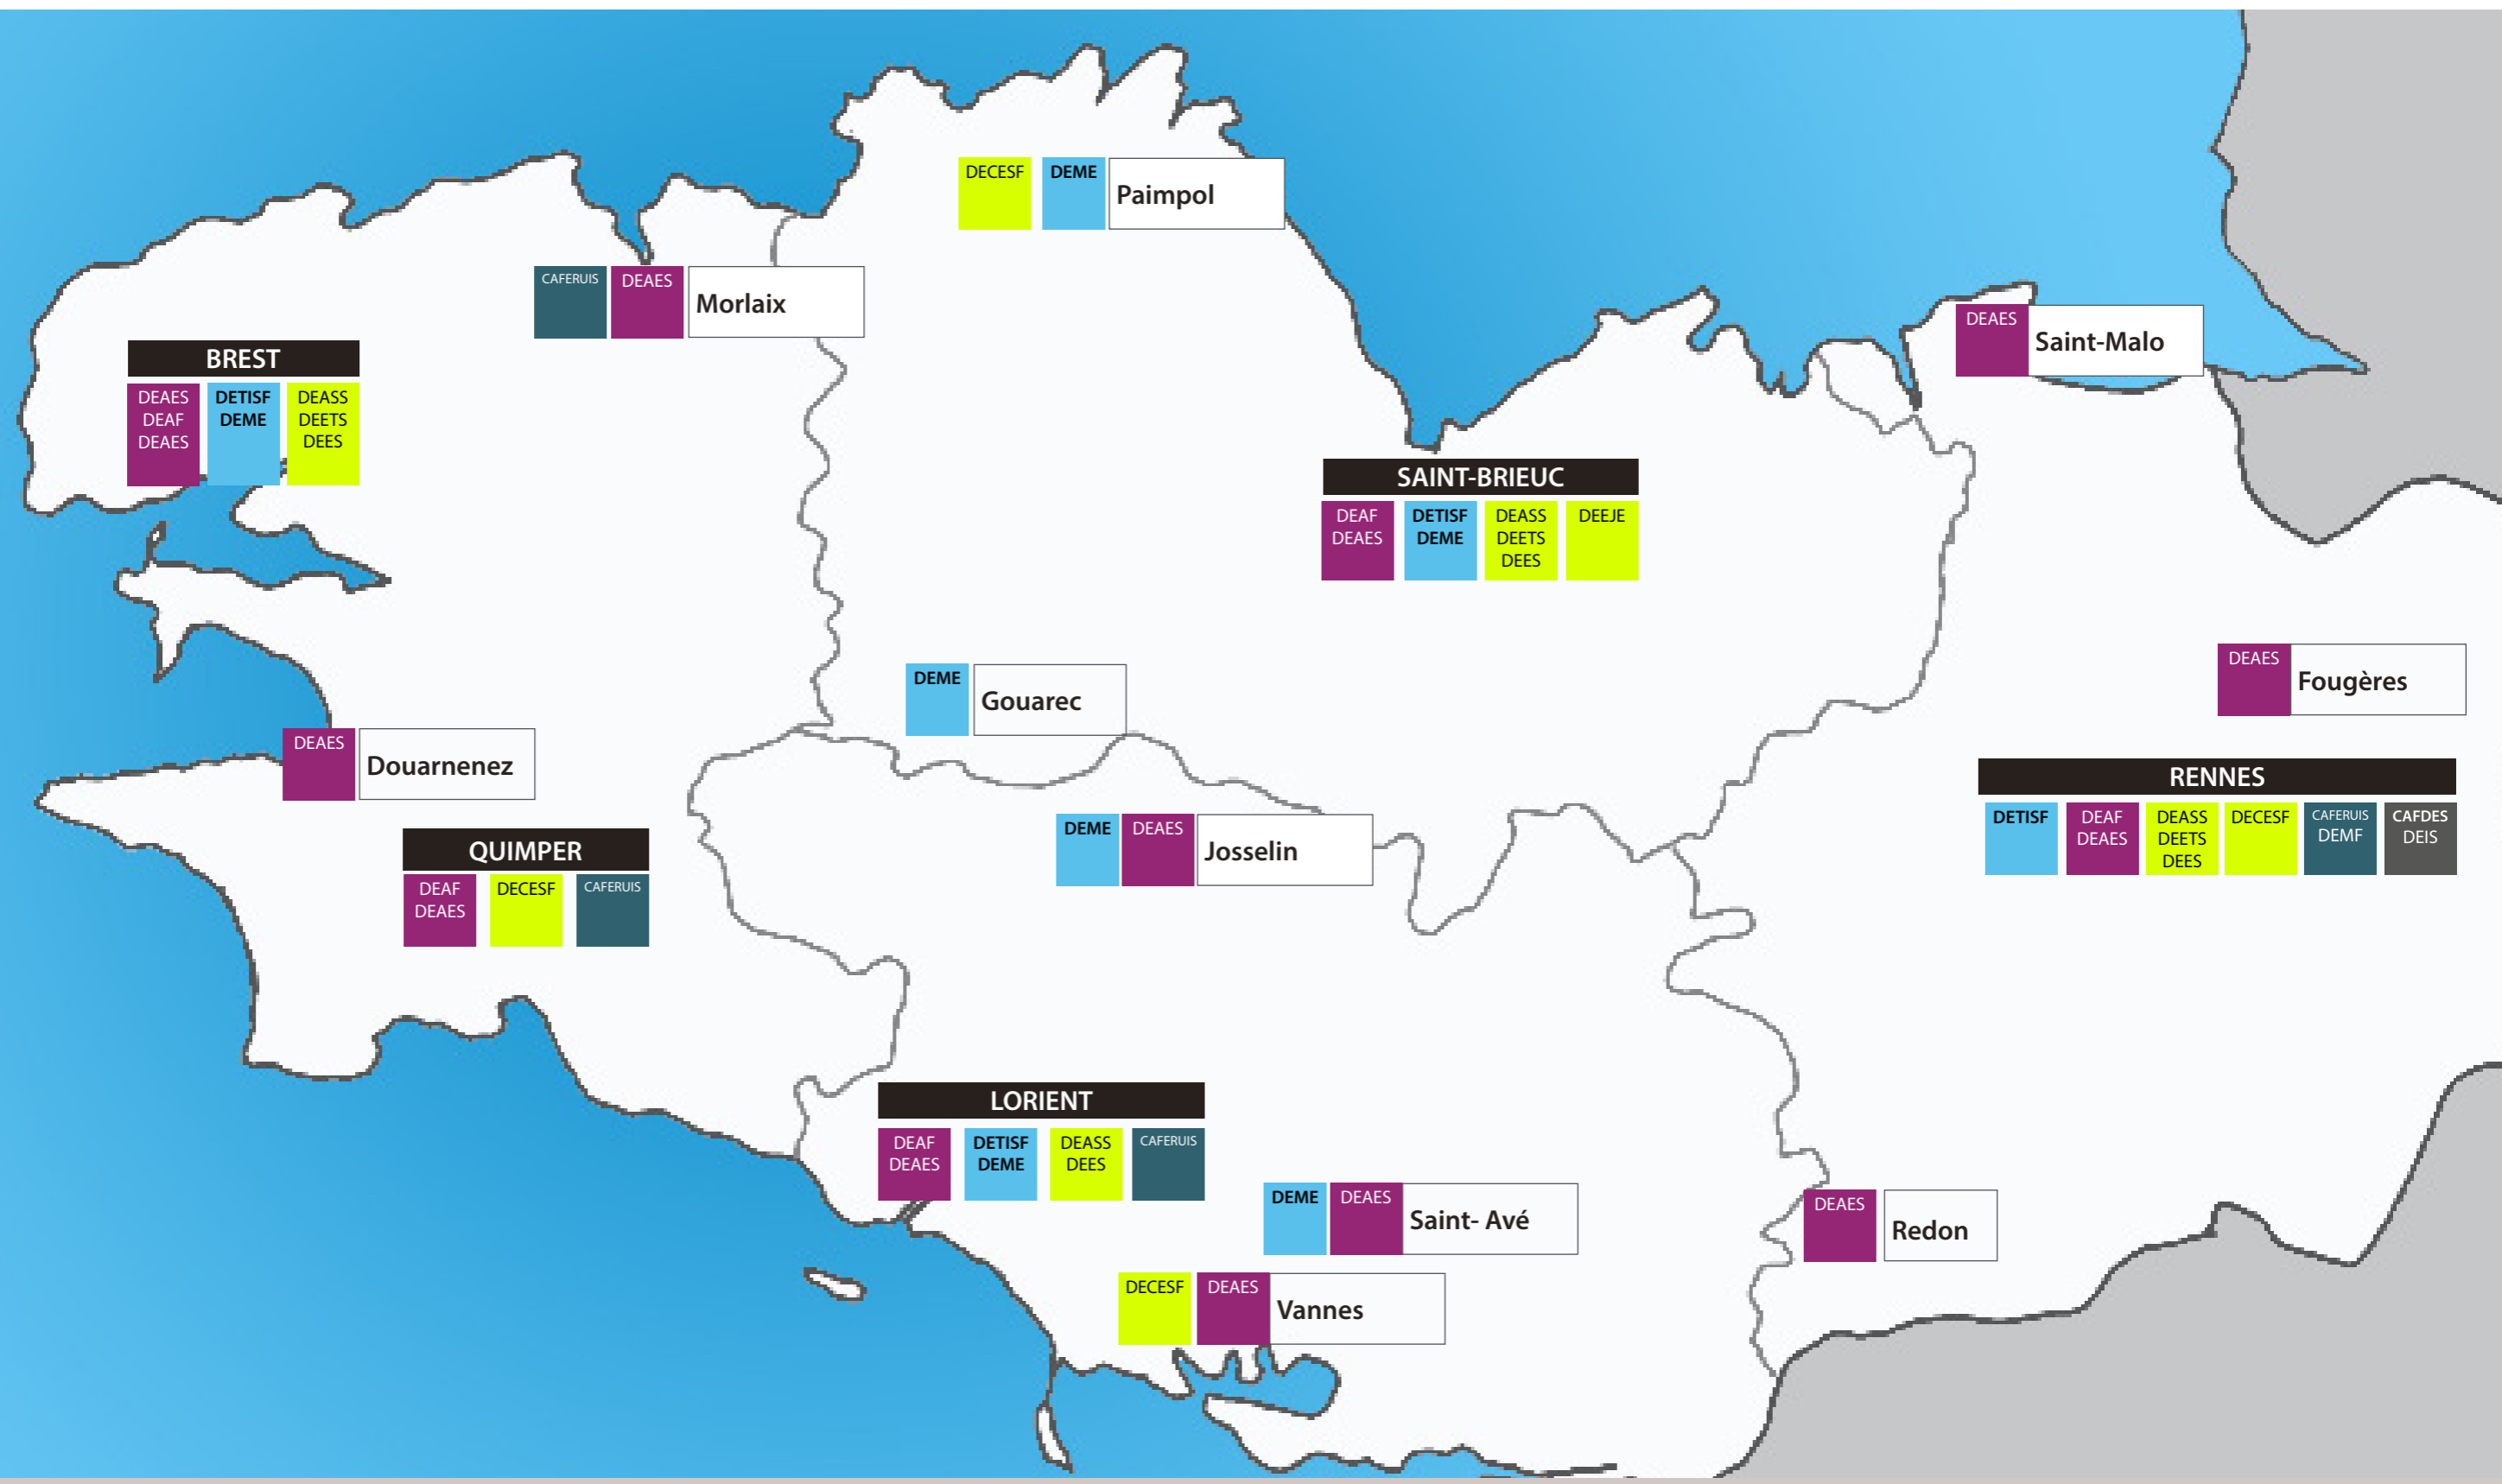 DECESF
DEME
Paimpol
CAFERUIS
DEAES
Morlaix
DEAES
Saint-Malo
BREST
DEAES
DEAF
DEAES
DETISF
DEME
DEASS
DEETS
DEES
SAINT-BRIEUC
DEAF
DEAES
DETISF
DEME
DEASS
DEETS
DEES
DEEJE
DEME
Gouarec
DEAES
Fougères
DEAES
Douarnenez
RENNES
DETISF
DEAF
DEAES
DEASS
DEETS
DEES
DECESF
CAFERUIS
DEMF
CAFDES
DEIS
DEME
DEAES
Josselin
QUIMPER
DEAF
DEAES
DECESF
CAFERUIS
LORIENT
DEAF
DEAES
DETISF
DEME
DEASS
DEES
CAFERUIS
DEME
DEAES
Saint- Avé
DEAES
Redon
DECESF
DEAES
Vannes